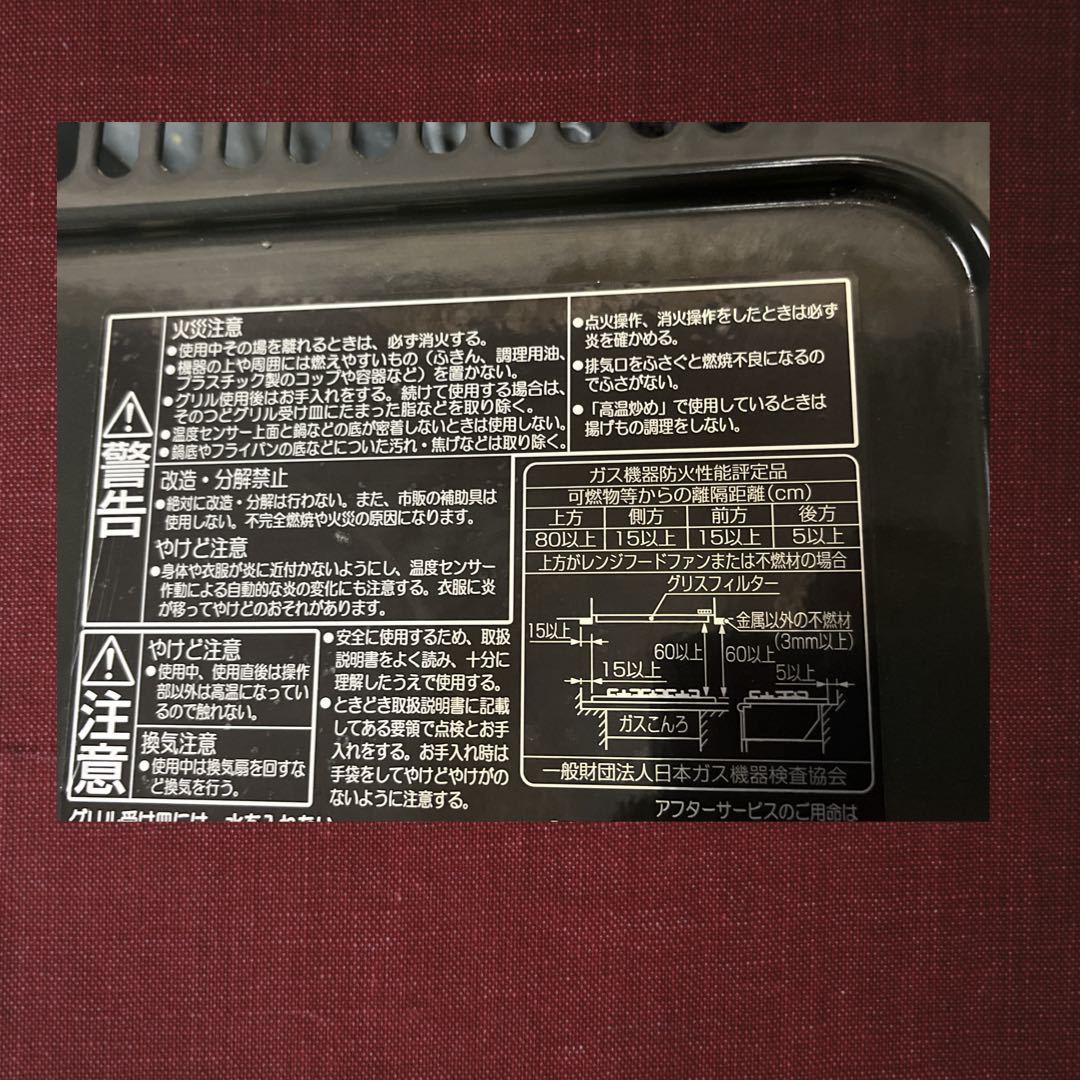 火災注意
●使用中その場を離れるときは、必ず消火する。
●機器の上や周囲には燃えやすいもの（ふきん、調理用油、
プラスチック製のコップや容器など）を置かない。
●グリル使用後はお手入れをする。続けて使用する場合は、
そのつどグリル受け皿にたまった脂などを取り除く。
●温度センサー上面と鍋などの底が密着しないときは使用しない。
●鍋底やフライパンの底などについた汚れ・焦げなどは取り除く。
●点火操作、消火操作をしたときは必ず
炎を確かめる。
●排気口をふさぐと燃焼不良になるの
でふさがない。
●「高温炒め」で使用しているときは
揚げもの調理をしない。
警告
改造・分解禁止
●絶対に改造・分解は行わない。また、市販の補助具は
使用しない。不完全燃焼や火災の原因になります。
やけど注意
●身体や衣服が炎に近付かないようにし、温度センサー
作動による自動的な炎の変化にも注意する。衣服に炎
が移ってやけどのおそれがあります。
ガス機器防火性能評定品
可燃物等からの離隔距離(cm)
上方 側方 前方 後方
80以上 15以上 15以上 5以上
上方がレンジフードファンまたは不燃材の場合
グリスフィルター
金属以外の不燃材
(3mm以上)
15以上
60以上
60以上
15以上
5以上
ガスこんろ
一般財団法人日本ガス機器検査協会
注意
やけど注意
●使用中、使用直後は操作
部以外は高温になってい
るので触れない。
換気注意
●使用中は換気扇を回すな
ど換気を行う。
●安全に使用するため、取扱
説明書をよく読み、十分に
理解したうえで使用する。
●ときどき取扱説明書に記載
してある要領で点検とお手
入れをする。お手入れ時は
手袋をしてやけどやけがの
ないように注意する。
グリル受け皿には、水を入れない
アフターサービスのご用命は